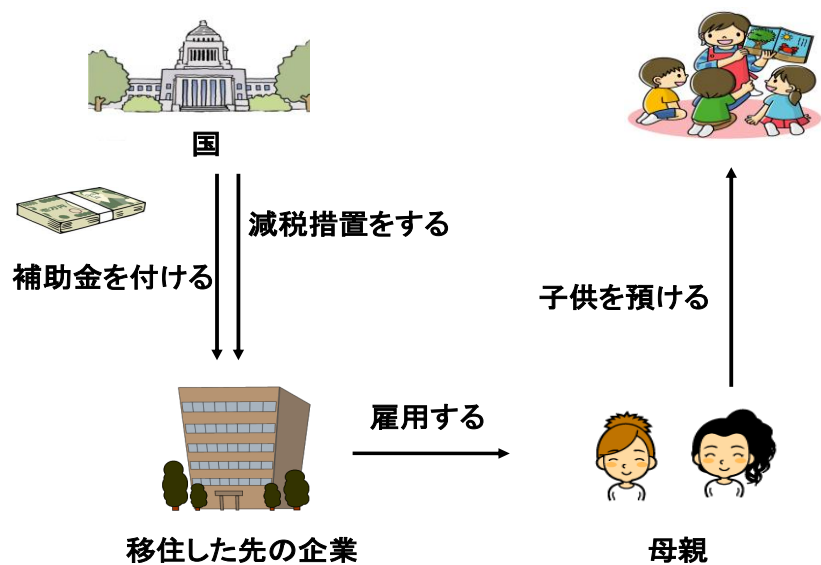 国
減税措置をする
補助金を付ける
子供を預ける
雇用する
移住した先の企業
母親